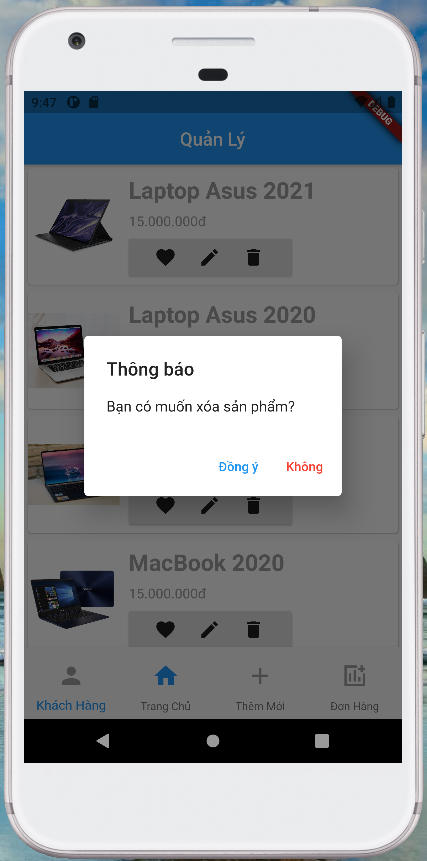 9:47
DEBUG
Quản Lý
Laptop Asus 2021
15.000.000đ
Laptop Asus 2020
Thông báo
Bạn có muốn xóa sản phẩm?
Đồng ý
Không
MacBook 2020
15.000.000đ
Khách Hàng
Trang Chủ
Thêm Mới
Đơn Hàng